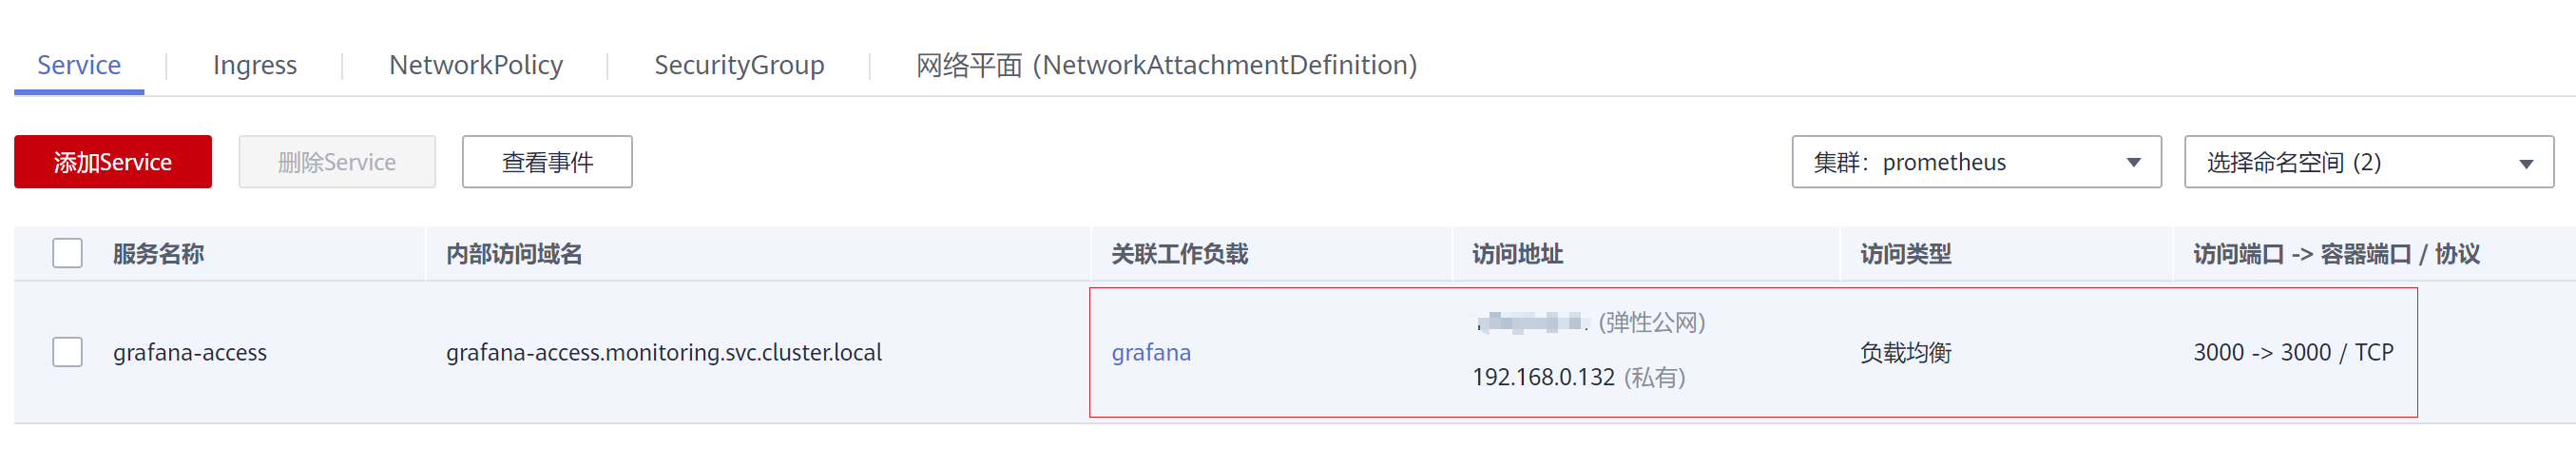 Service Ingress NetworkPolicy SecurityGroup 网络平面 (NetworkAttachmentDefinition)
添加Service 删除Service 查看事件 集群：prometheus 选择命名空间 (2)
服务名称 内部访问域名 关联工作负载 访问地址 访问类型 访问端口 -> 容器端口 / 协议
(弹性公网)
grafana-access grafana-access.monitoring.svc.cluster.local grafana 负载均衡 3000 -> 3000 / TCP
192.168.0.132 (私有)